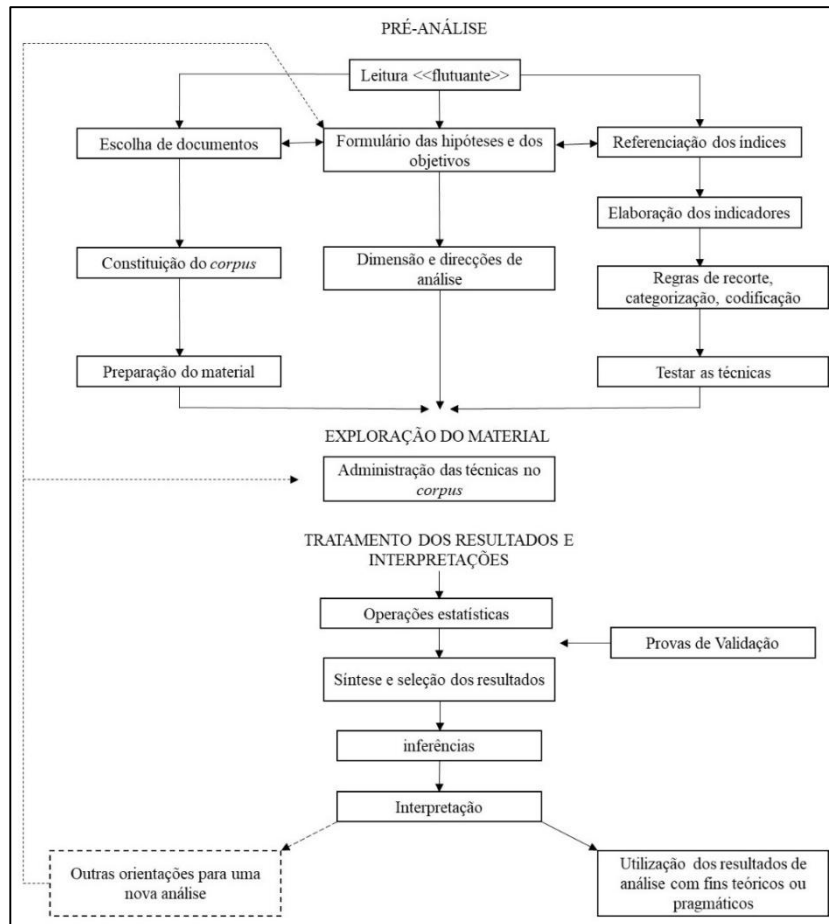 PRÉ-ANÁLISE
Leitura <<flutuante>>
Escolha de documentos
Formulário das hipóteses e dos
objetivos
Referenciação dos índices
Elaboração dos indicadores
Constituição do corpus
Dimensão e direcções de
análise
Regras de recorte,
categorização, codificação
Preparação do material
Testar as técnicas
EXPLORAÇÃO DO MATERIAL
Administração das técnicas no
corpus
TRATAMENTO DOS RESULTADOS E
INTERPRETAÇÕES
Operações estatísticas
Provas de Validação
Síntese e seleção dos resultados
inferências
Interpretação
Outras orientações para uma
nova análise
Utilização dos resultados de
análise com fins teóricos ou
pragmáticos